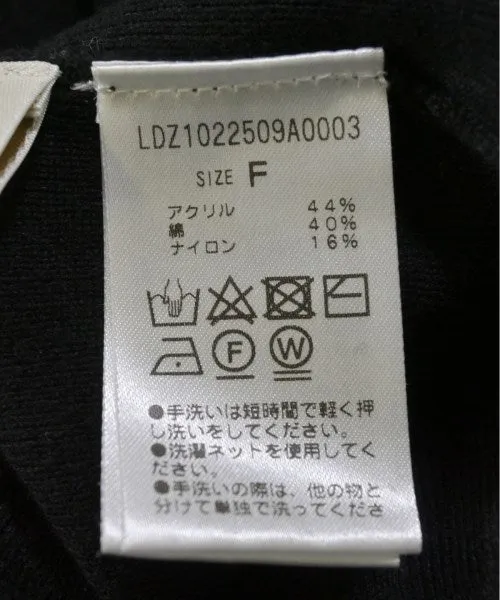 LDZ1022509A0003
SIZE F
アクリル 44%
綿 40%
ナイロン 16%
F W
●手洗いは短時間で軽く押
し洗いをしてください。
●洗濯ネットを使用してく
ださい。
●手洗いの際は、他の物と
分けて単独で洗ってくださ